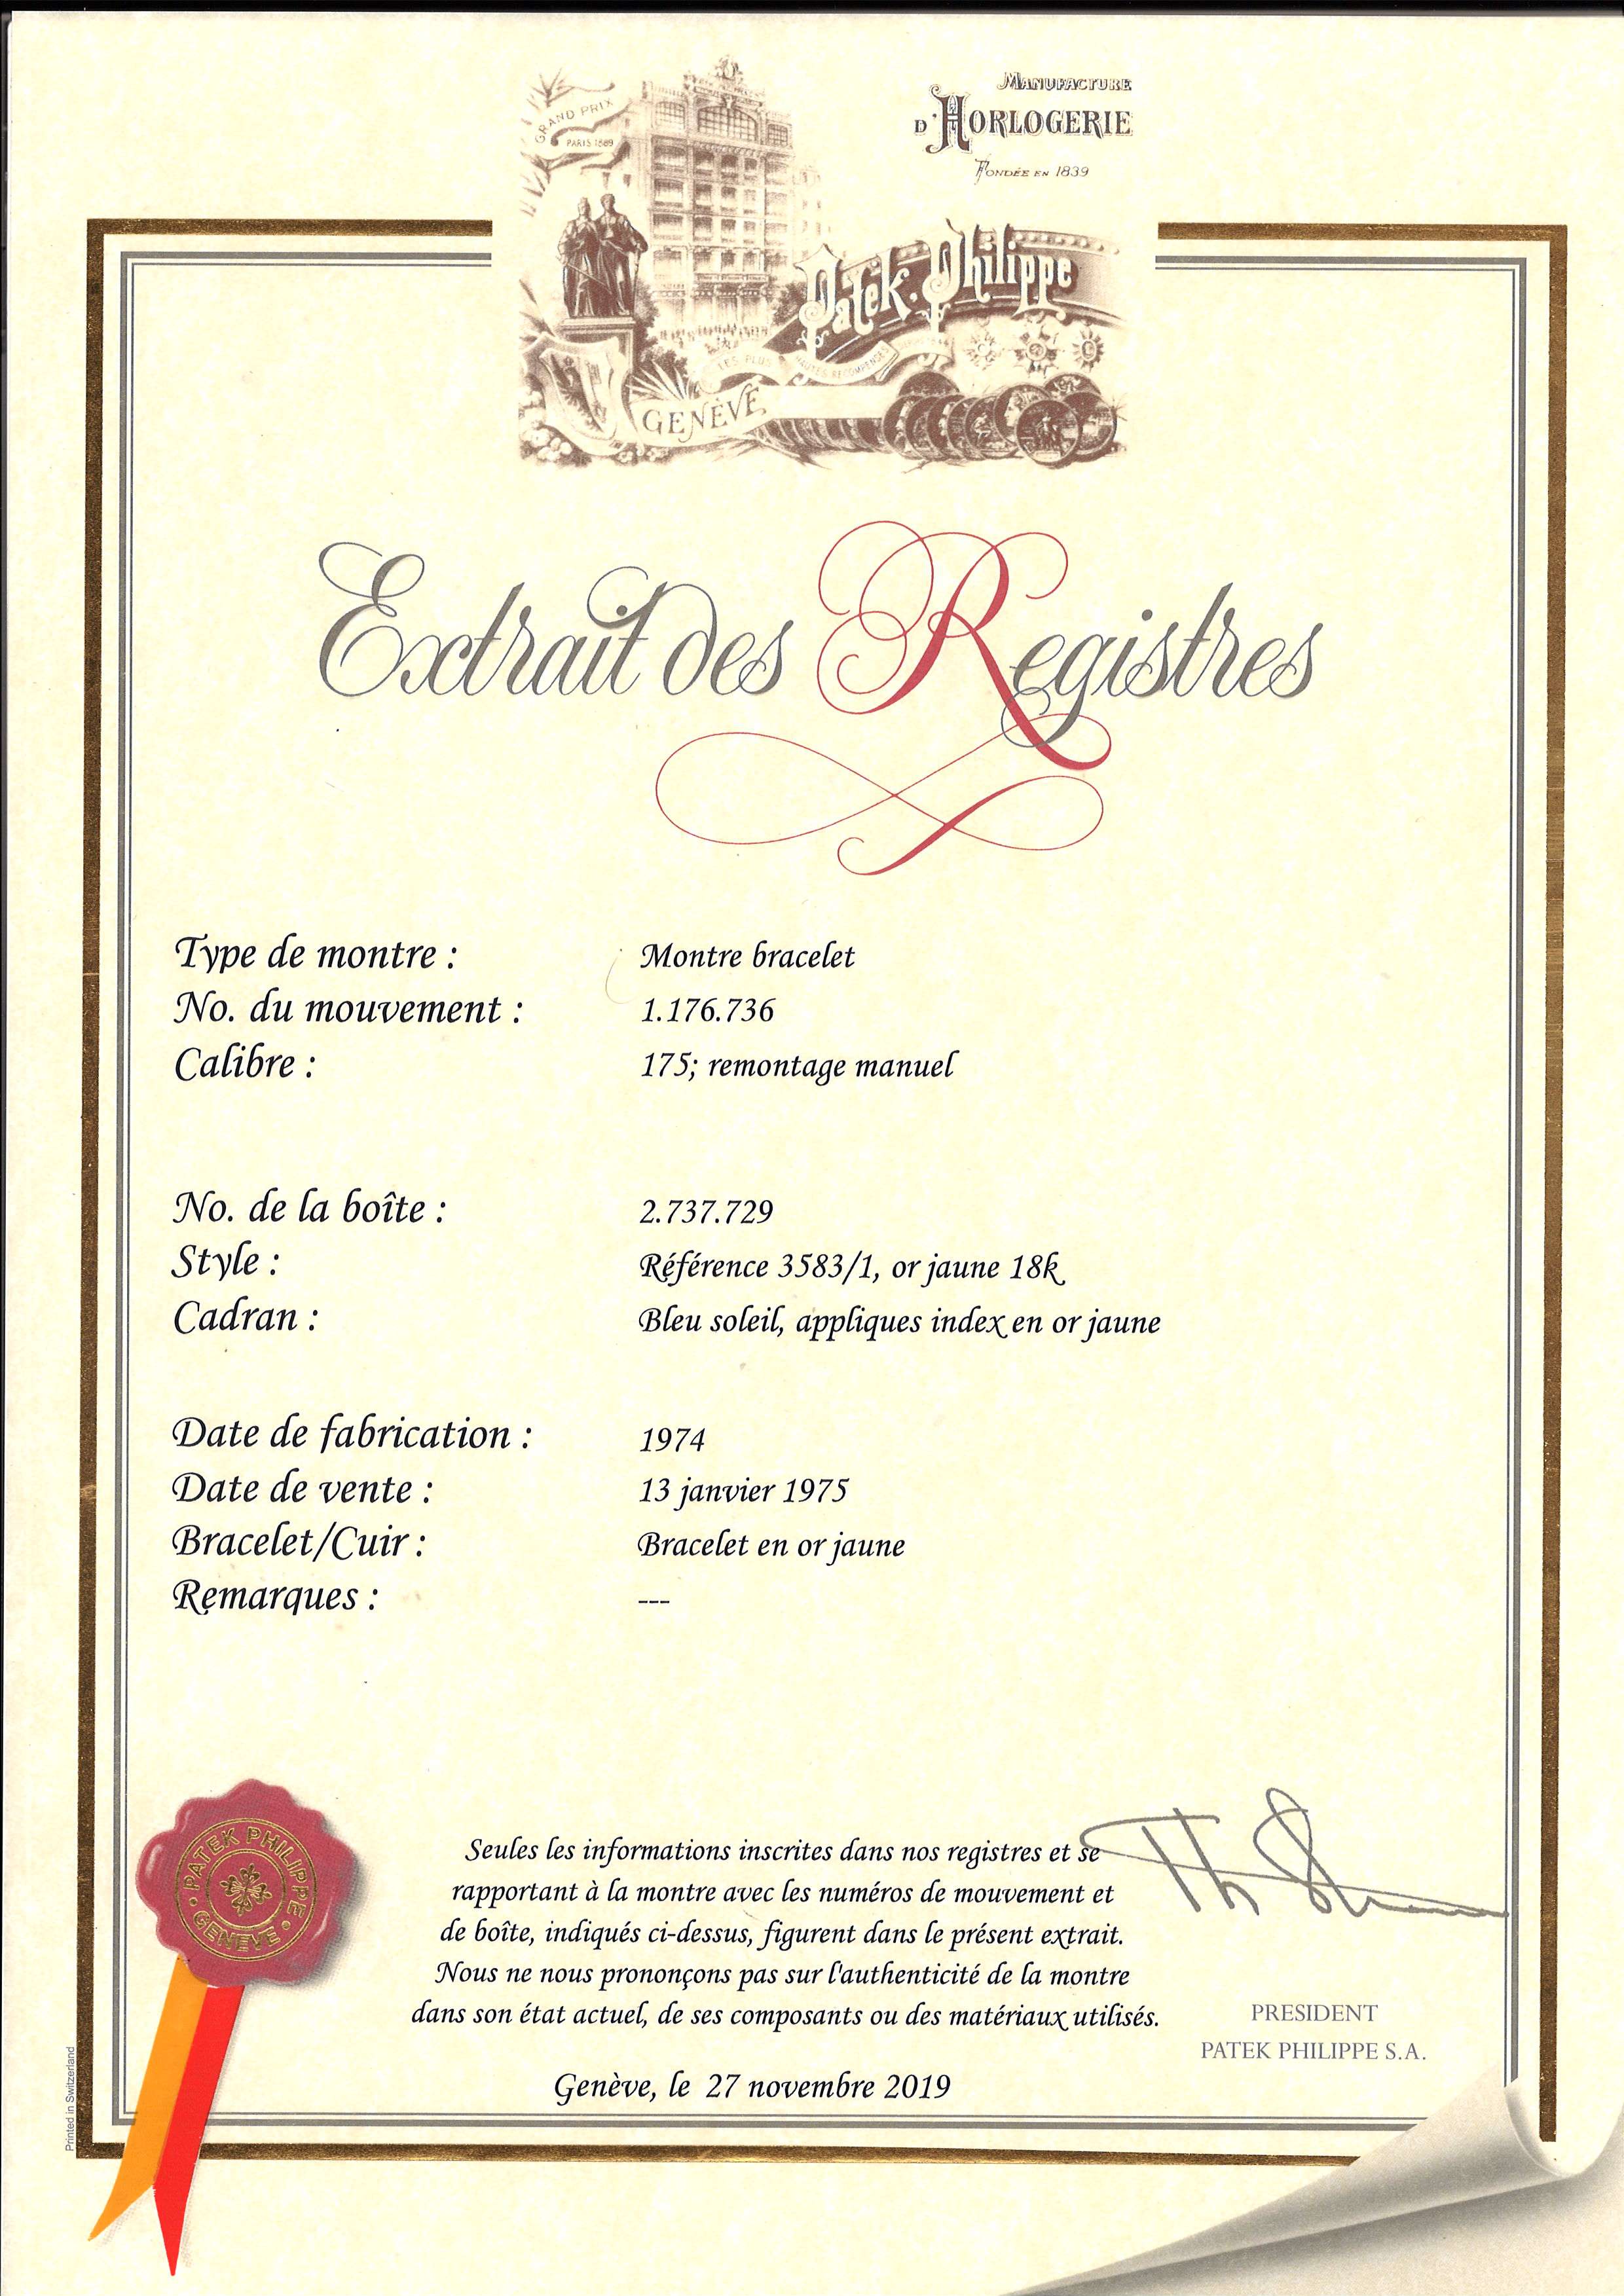 GRAND PRIX
PARIS 1889
MANUFACTURE
D'HORLOGERIE
FONDÉE EN 1839
Patek. Philippe
LES PLUS HAUTES RECOMPENSES
GENÈVE
Extrait des Registres
Type de montre : Montre bracelet
No. du mouvement : 1.176.736
Calibre : 175; remontage manuel
No. de la boîte : 2.737.729
Style : Référence 3583/1, or jaune 18k
Cadran : Bleu soleil, appliques index en or jaune
Date de fabrication : 1974
Date de vente : 13 janvier 1975
Bracelet/Cuir : Bracelet en or jaune
Remarques : ---
PATEK PHILIPPE
GENEVE
Seules les informations inscrites dans nos registres et se
rapportant à la montre avec les numéros de mouvement et
de boîte, indiqués ci-dessus, figurent dans le présent extrait.
Nous ne nous prononçons pas sur l'authenticité de la montre
dans son état actuel, de ses composants ou des matériaux utilisés.
PRESIDENT
PATEK PHILIPPE S.A.
Genève, le 27 novembre 2019
Printed in Switzerland